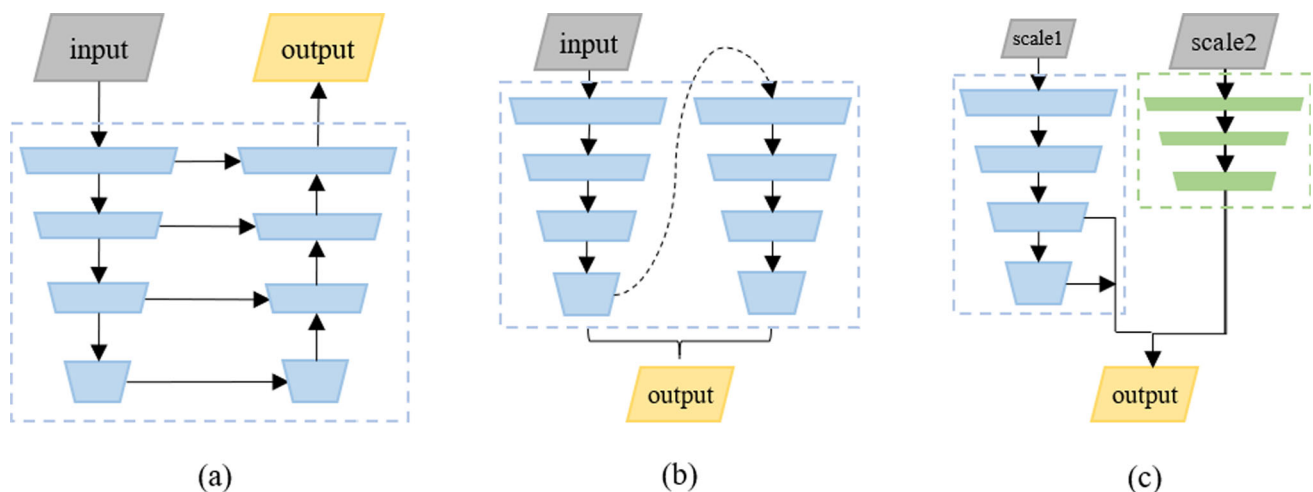 input
output
(a)
input
output
(b)
scale1
scale2
output
(c)